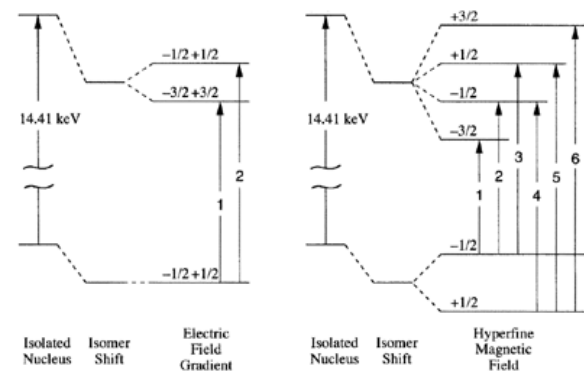 −1/2 +1/2
−3/2 +3/2
14.41 keV
1
2
−1/2 +1/2
Isolated
Nucleus
Isomer
Shift
Electric
Field
Gradient
+3/2
+1/2
−1/2
−3/2
14.41 keV
1
2
3
4
5
6
−1/2
+1/2
Isolated
Nucleus
Isomer
Shift
Hyperfine
Magnetic
Field